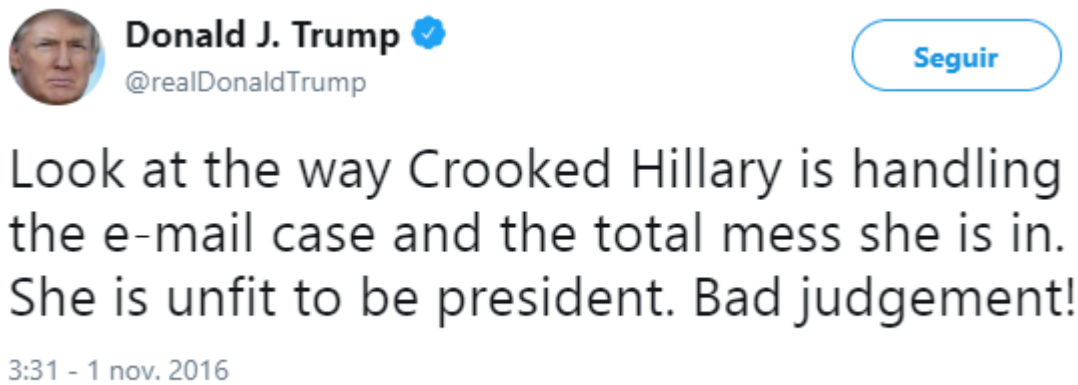 Donald J. Trump
@realDonaldTrump
Seguir
Look at the way Crooked Hillary is handling
the e-mail case and the total mess she is in.
She is unfit to be president. Bad judgement!
3:31 - 1 nov. 2016